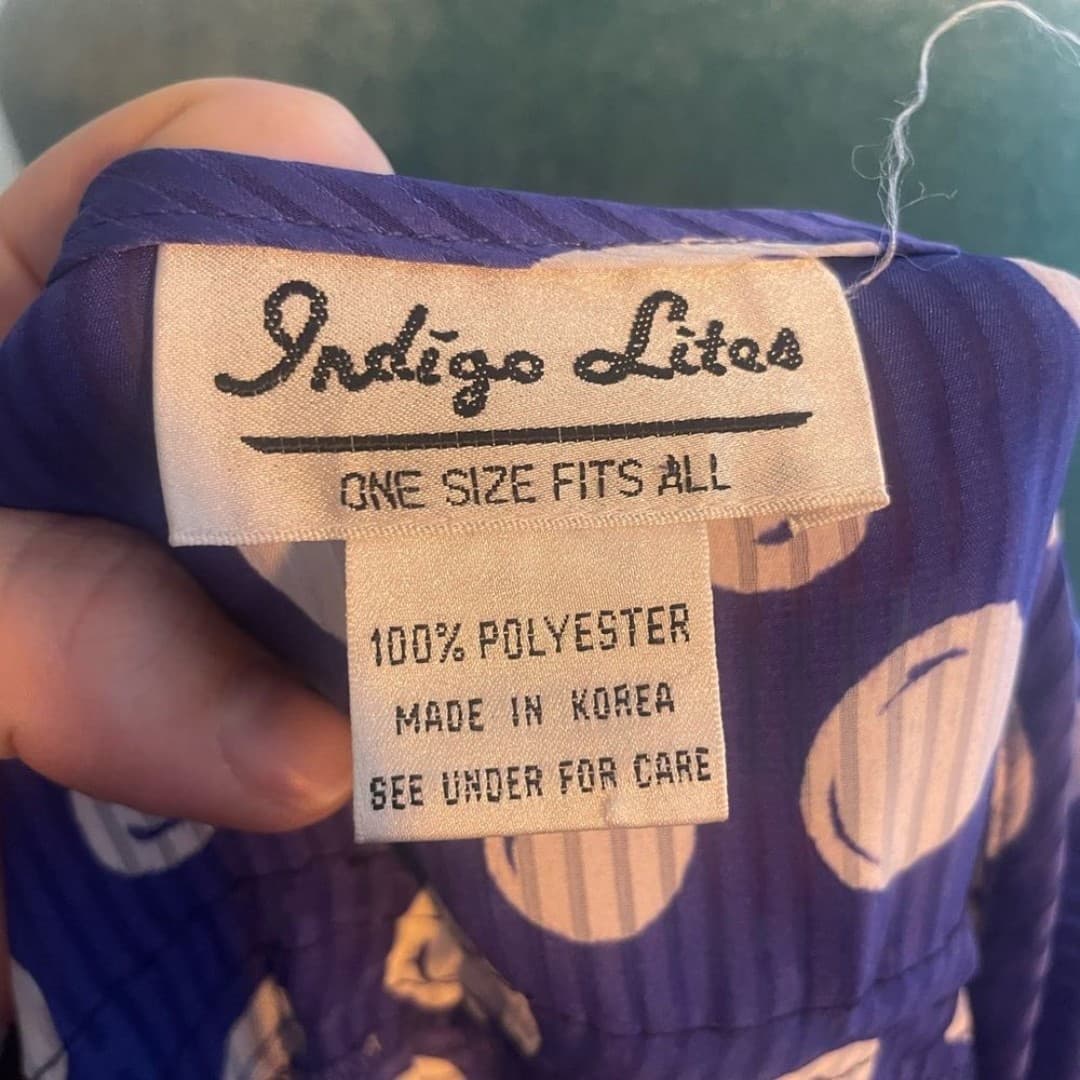 Indigo Lites
ONE SIZE FITS ALL
100% POLYESTER
MADE IN KOREA
SEE UNDER FOR CARE